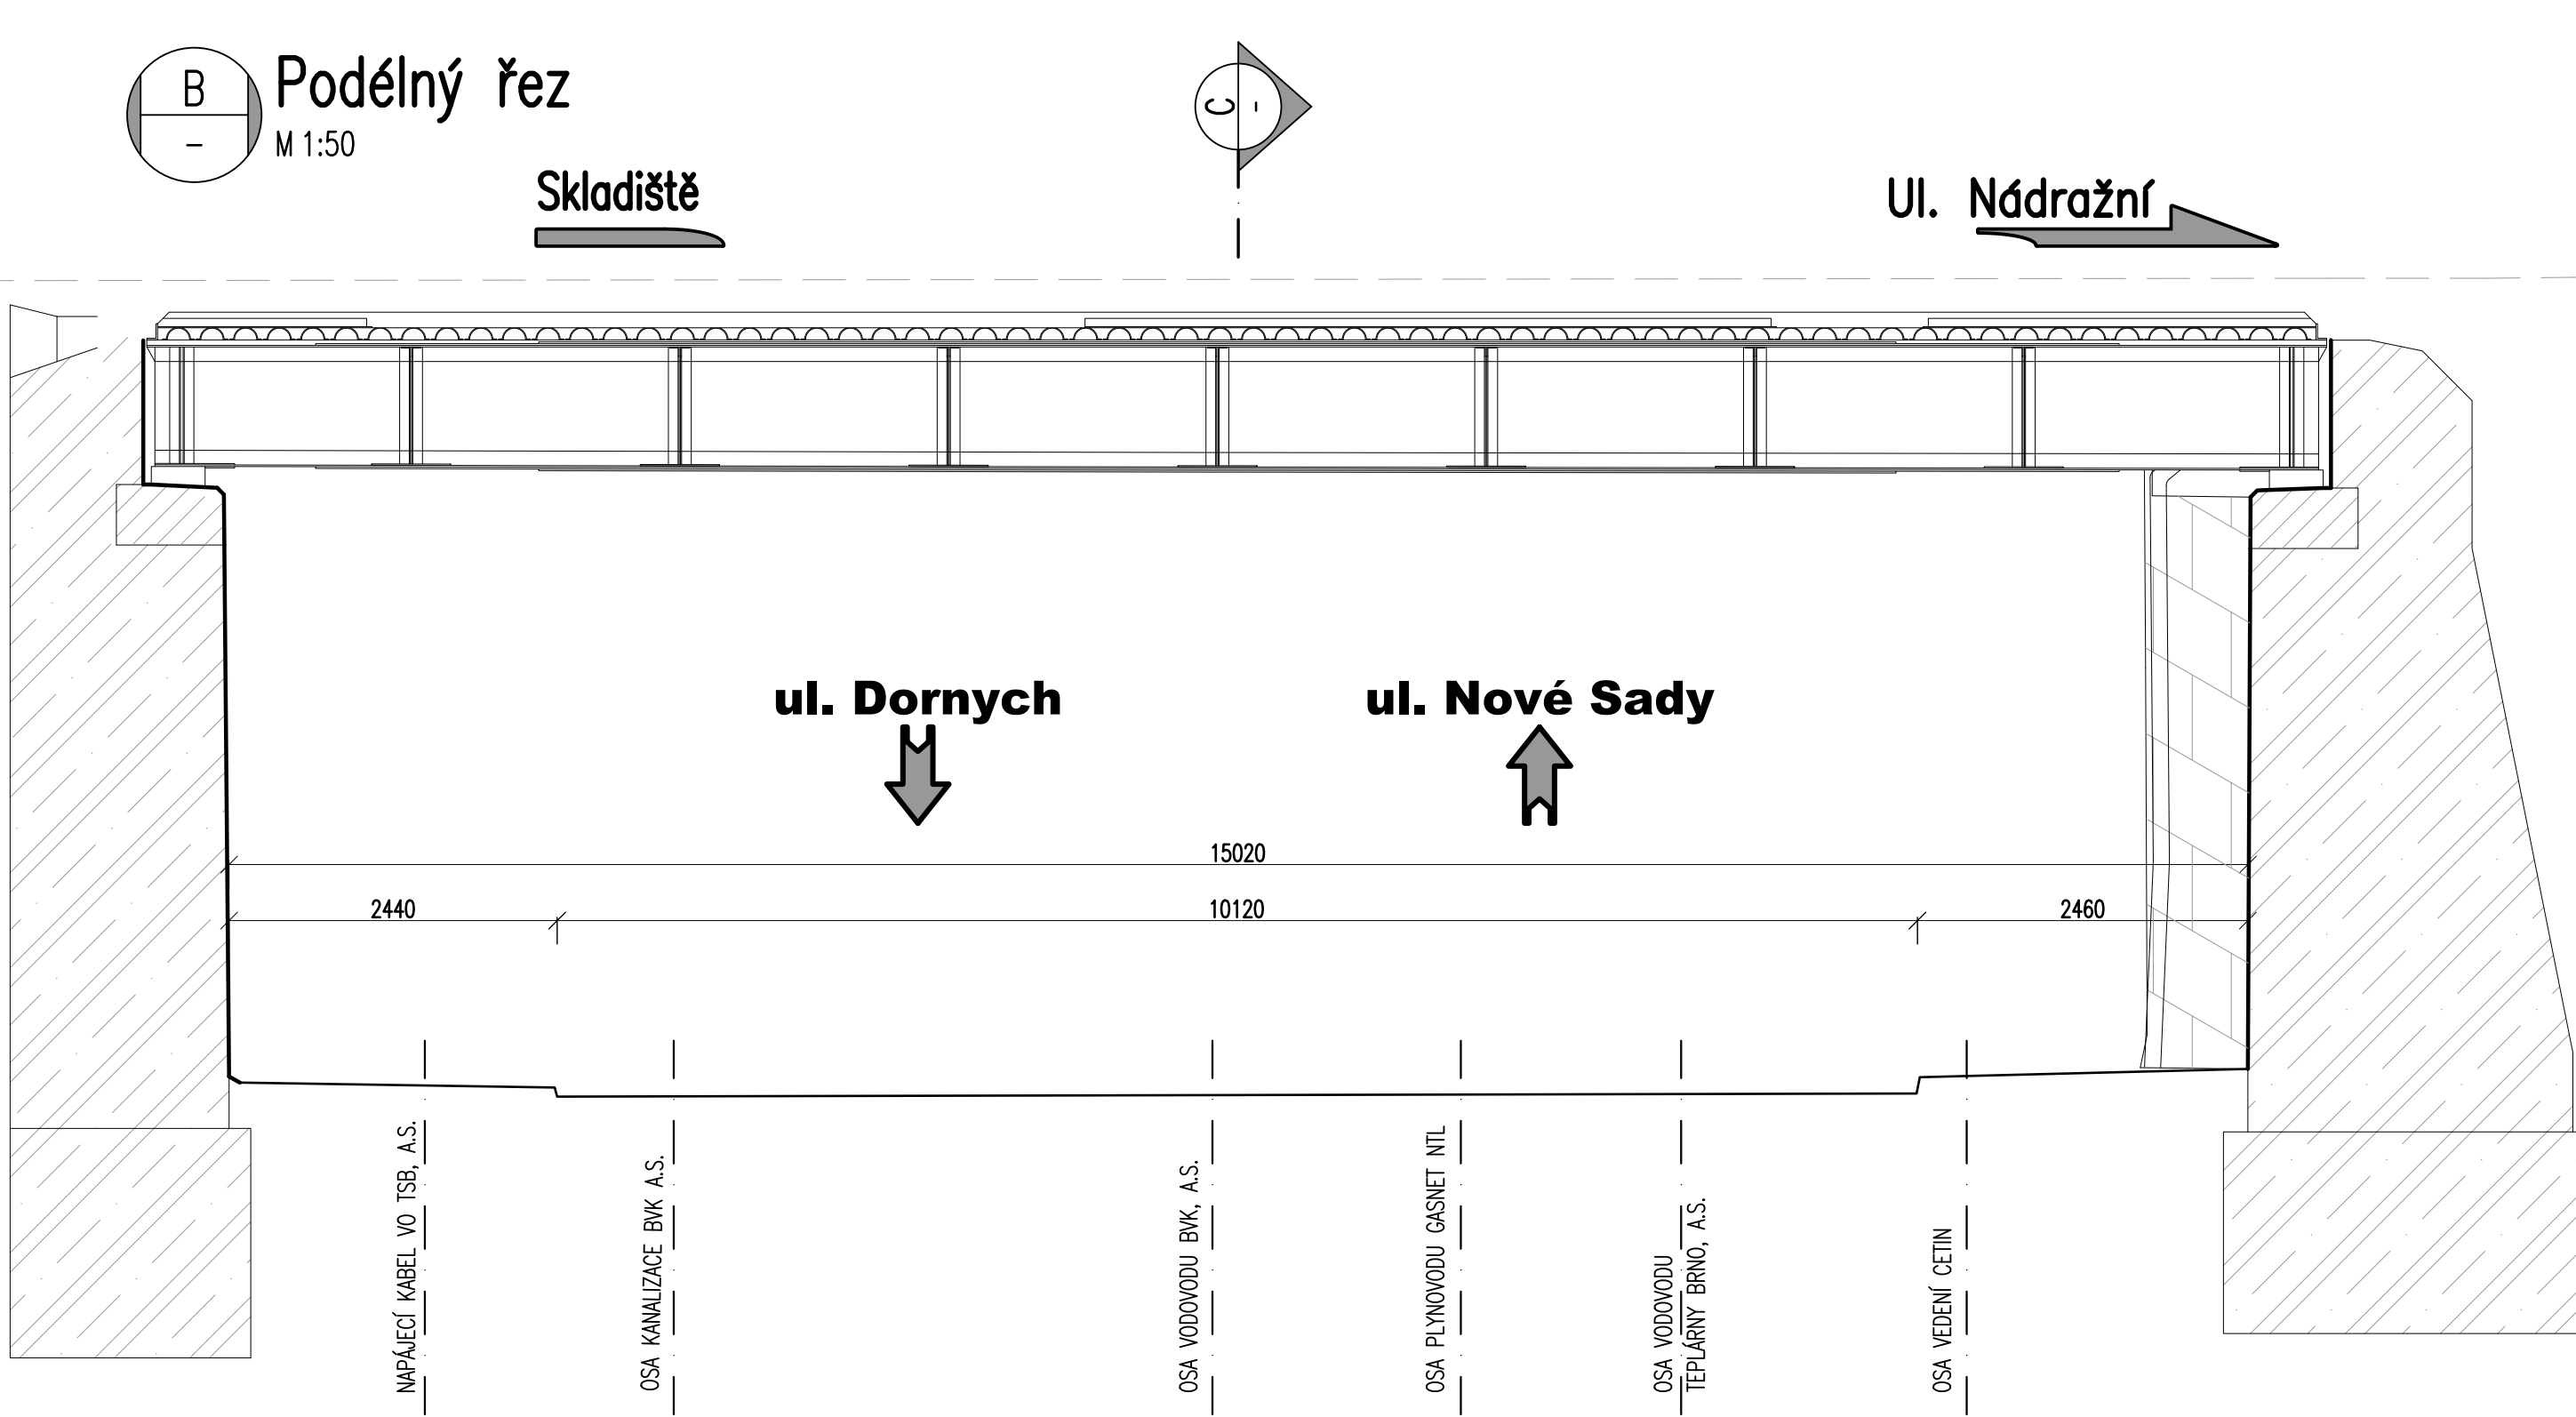 B
-
Podélný řez
M 1:50
C
-
Skladiště
Ul. Nádražní
ul. Dornych
ul. Nové Sady
15020
2440
10120
2460
NAPÁJECÍ KABEL VO TSB, A.S.
OSA KANALIZACE BVK A.S.
OSA VODOVODU BVK, A.S.
OSA PLYNOVODU GASNET NTL
OSA VODOVODU
TEPLÁRNY BRNO, A.S.
OSA VEDENÍ CETIN